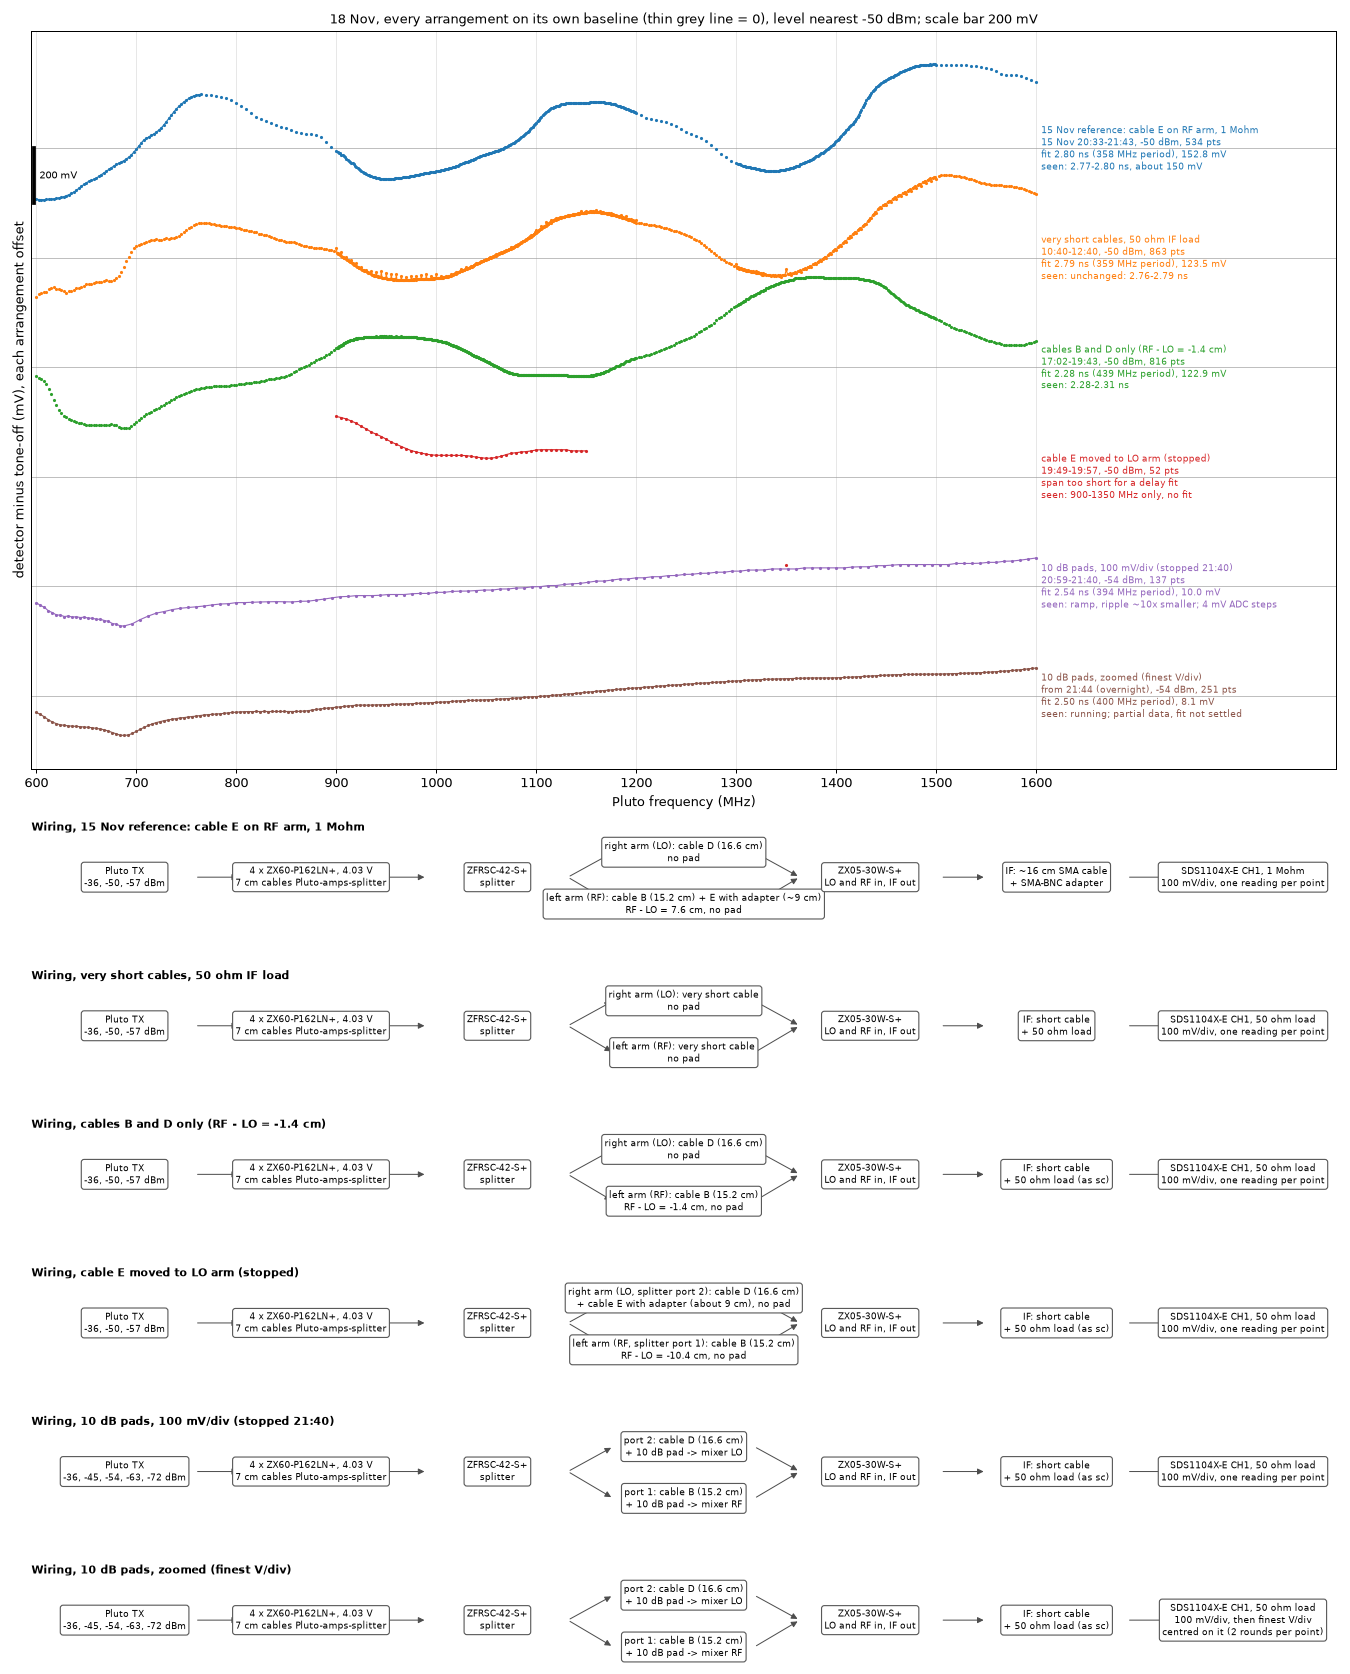 18 Nov, every arrangement on its own baseline (thin grey line = 0), level nearest -50 dBm; scale bar 200 mV
detector minus tone-off (mV), each arrangement offset
200 mV
15 Nov reference: cable E on RF arm, 1 Mohm
15 Nov 20:33-21:43, -50 dBm, 534 pts
fit 2.80 ns (358 MHz period), 152.8 mV
seen: 2.77-2.80 ns, about 150 mV
very short cables, 50 ohm IF load
10:40-12:40, -50 dBm, 863 pts
fit 2.79 ns (359 MHz period), 123.5 mV
seen: unchanged: 2.76-2.79 ns
cables B and D only (RF - LO = -1.4 cm)
17:02-19:43, -50 dBm, 816 pts
fit 2.28 ns (439 MHz period), 122.9 mV
seen: 2.28-2.31 ns
cable E moved to LO arm (stopped)
19:49-19:57, -50 dBm, 52 pts
span too short for a delay fit
seen: 900-1350 MHz only, no fit
10 dB pads, 100 mV/div (stopped 21:40)
20:59-21:40, -54 dBm, 137 pts
fit 2.54 ns (394 MHz period), 10.0 mV
seen: ramp, ripple ~10x smaller; 4 mV ADC steps
10 dB pads, zoomed (finest V/div)
from 21:44 (overnight), -54 dBm, 251 pts
fit 2.50 ns (400 MHz period), 8.1 mV
seen: running; partial data, fit not settled
600 700 800 900 1000 1100 1200 1300 1400 1500 1600
Pluto frequency (MHz)
Wiring, 15 Nov reference: cable E on RF arm, 1 Mohm
Pluto TX
-36, -50, -57 dBm
4 x ZX60-P162LN+, 4.03 V
7 cm cables Pluto-amps-splitter
ZFRSC-42-S+
splitter
right arm (LO): cable D (16.6 cm)
no pad
left arm (RF): cable B (15.2 cm) + E with adapter (~9 cm)
RF - LO = 7.6 cm, no pad
ZX05-30W-S+
LO and RF in, IF out
IF: ~16 cm SMA cable
+ SMA-BNC adapter
SDS1104X-E CH1, 1 Mohm
100 mV/div, one reading per point
Wiring, very short cables, 50 ohm IF load
Pluto TX
-36, -50, -57 dBm
4 x ZX60-P162LN+, 4.03 V
7 cm cables Pluto-amps-splitter
ZFRSC-42-S+
splitter
right arm (LO): very short cable
no pad
left arm (RF): very short cable
no pad
ZX05-30W-S+
LO and RF in, IF out
IF: short cable
+ 50 ohm load
SDS1104X-E CH1, 50 ohm load
100 mV/div, one reading per point
Wiring, cables B and D only (RF - LO = -1.4 cm)
Pluto TX
-36, -50, -57 dBm
4 x ZX60-P162LN+, 4.03 V
7 cm cables Pluto-amps-splitter
ZFRSC-42-S+
splitter
right arm (LO): cable D (16.6 cm)
no pad
left arm (RF): cable B (15.2 cm)
RF - LO = -1.4 cm, no pad
ZX05-30W-S+
LO and RF in, IF out
IF: short cable
+ 50 ohm load (as sc)
SDS1104X-E CH1, 50 ohm load
100 mV/div, one reading per point
Wiring, cable E moved to LO arm (stopped)
Pluto TX
-36, -50, -57 dBm
4 x ZX60-P162LN+, 4.03 V
7 cm cables Pluto-amps-splitter
ZFRSC-42-S+
splitter
right arm (LO, splitter port 2): cable D (16.6 cm)
+ cable E with adapter (about 9 cm), no pad
left arm (RF, splitter port 1): cable B (15.2 cm)
RF - LO = -10.4 cm, no pad
ZX05-30W-S+
LO and RF in, IF out
IF: short cable
+ 50 ohm load (as sc)
SDS1104X-E CH1, 50 ohm load
100 mV/div, one reading per point
Wiring, 10 dB pads, 100 mV/div (stopped 21:40)
Pluto TX
-36, -45, -54, -63, -72 dBm
4 x ZX60-P162LN+, 4.03 V
7 cm cables Pluto-amps-splitter
ZFRSC-42-S+
splitter
port 2: cable D (16.6 cm)
+ 10 dB pad -> mixer LO
port 1: cable B (15.2 cm)
+ 10 dB pad -> mixer RF
ZX05-30W-S+
LO and RF in, IF out
IF: short cable
+ 50 ohm load (as sc)
SDS1104X-E CH1, 50 ohm load
100 mV/div, one reading per point
Wiring, 10 dB pads, zoomed (finest V/div)
Pluto TX
-36, -45, -54, -63, -72 dBm
4 x ZX60-P162LN+, 4.03 V
7 cm cables Pluto-amps-splitter
ZFRSC-42-S+
splitter
port 2: cable D (16.6 cm)
+ 10 dB pad -> mixer LO
port 1: cable B (15.2 cm)
+ 10 dB pad -> mixer RF
ZX05-30W-S+
LO and RF in, IF out
IF: short cable
+ 50 ohm load (as sc)
SDS1104X-E CH1, 50 ohm load
100 mV/div, then finest V/div
centred on it (2 rounds per point)